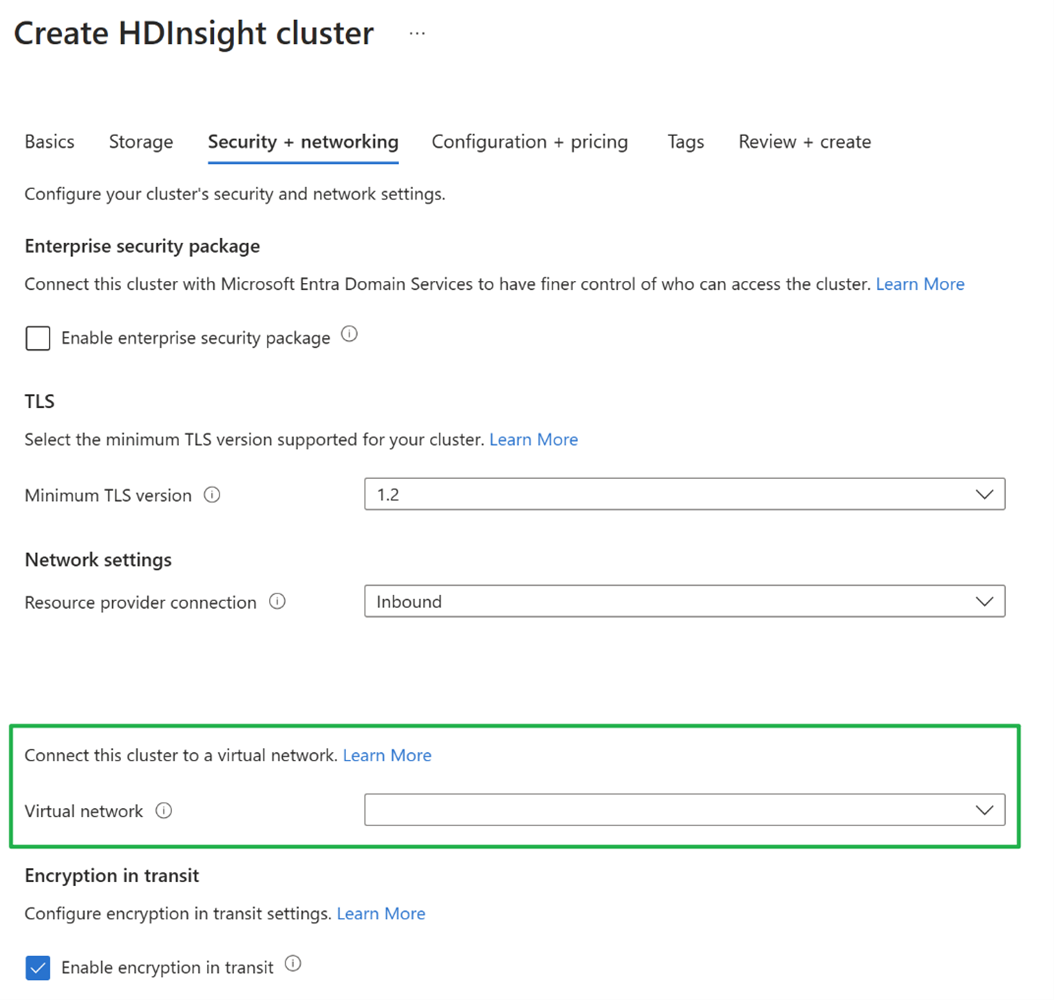 Create HDInsight cluster ...
Basics Storage Security + networking Configuration + pricing Tags Review + create
Configure your cluster's security and network settings.
Enterprise security package
Connect this cluster with Microsoft Entra Domain Services to have finer control of who can access the cluster. Learn More
Enable enterprise security package
TLS
Select the minimum TLS version supported for your cluster. Learn More
Minimum TLS version 1.2
Network settings
Resource provider connection Inbound
Connect this cluster to a virtual network. Learn More
Virtual network
Encryption in transit
Configure encryption in transit settings. Learn More
Enable encryption in transit